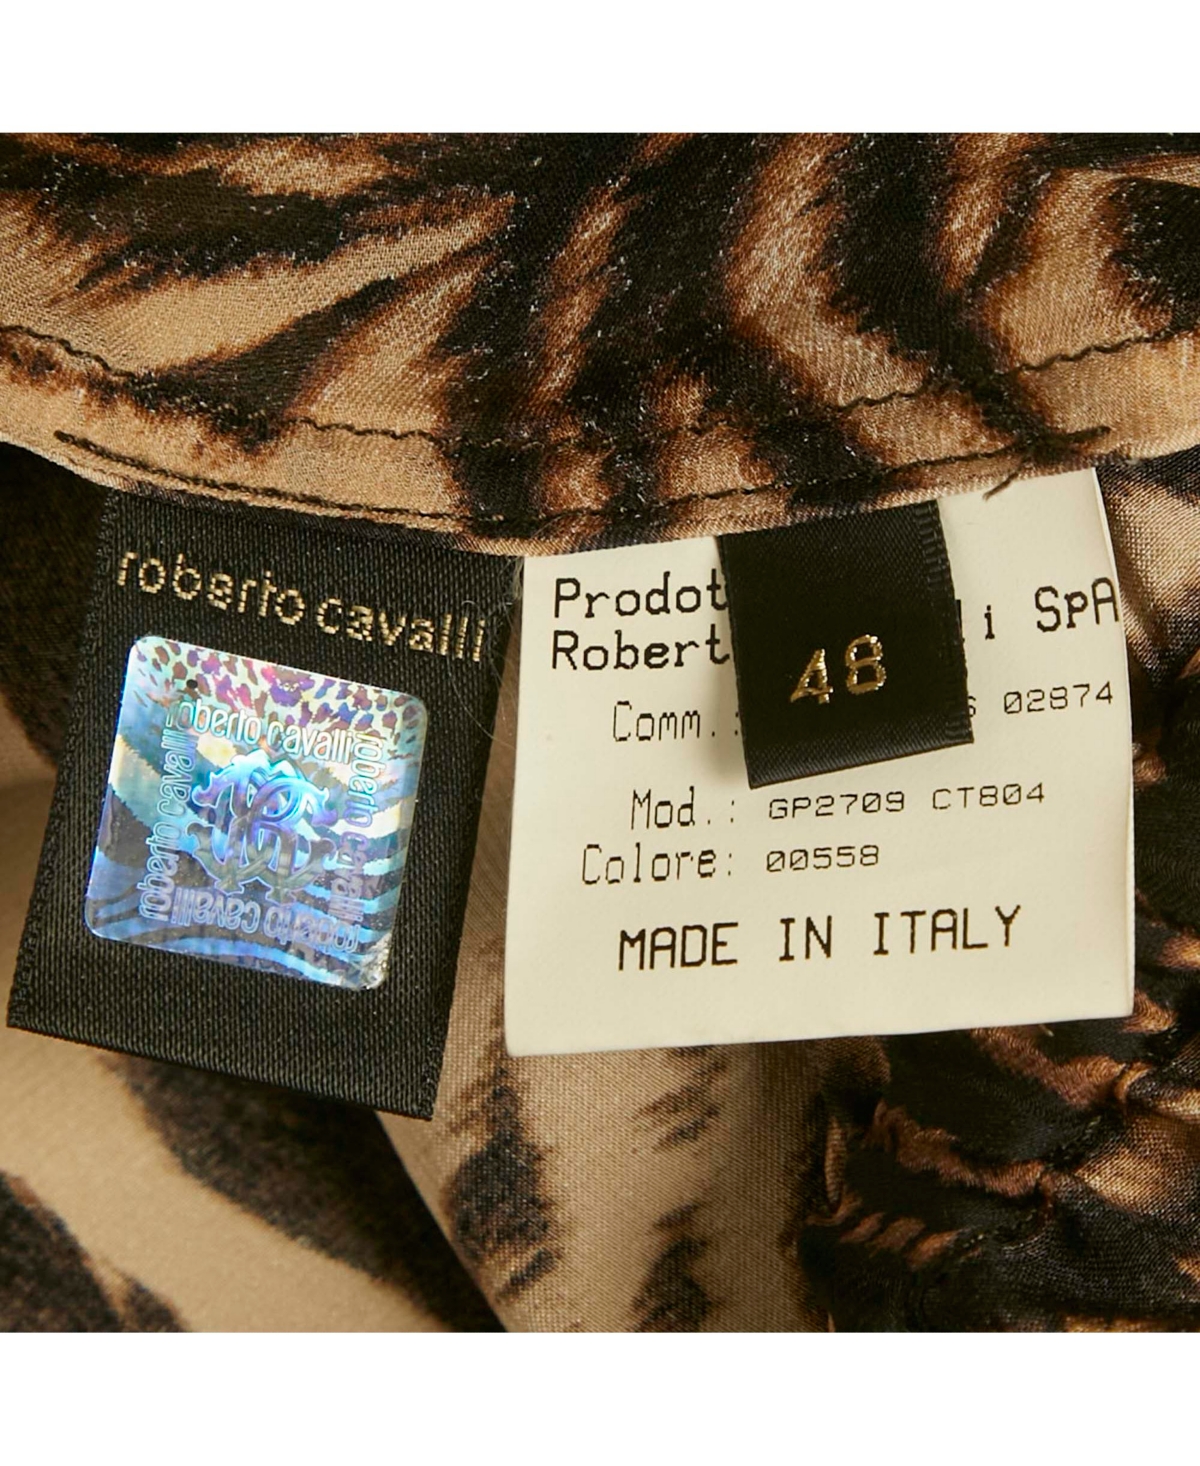 roberto cavalli
roberto cavalli
roberto cavalli
roberto cavalli
roberto cavalli
Prodot
Robert i SpA
48
Comm.: 02874
Mod.: GP2709 CT804
Colore: 00558
MADE IN ITALY